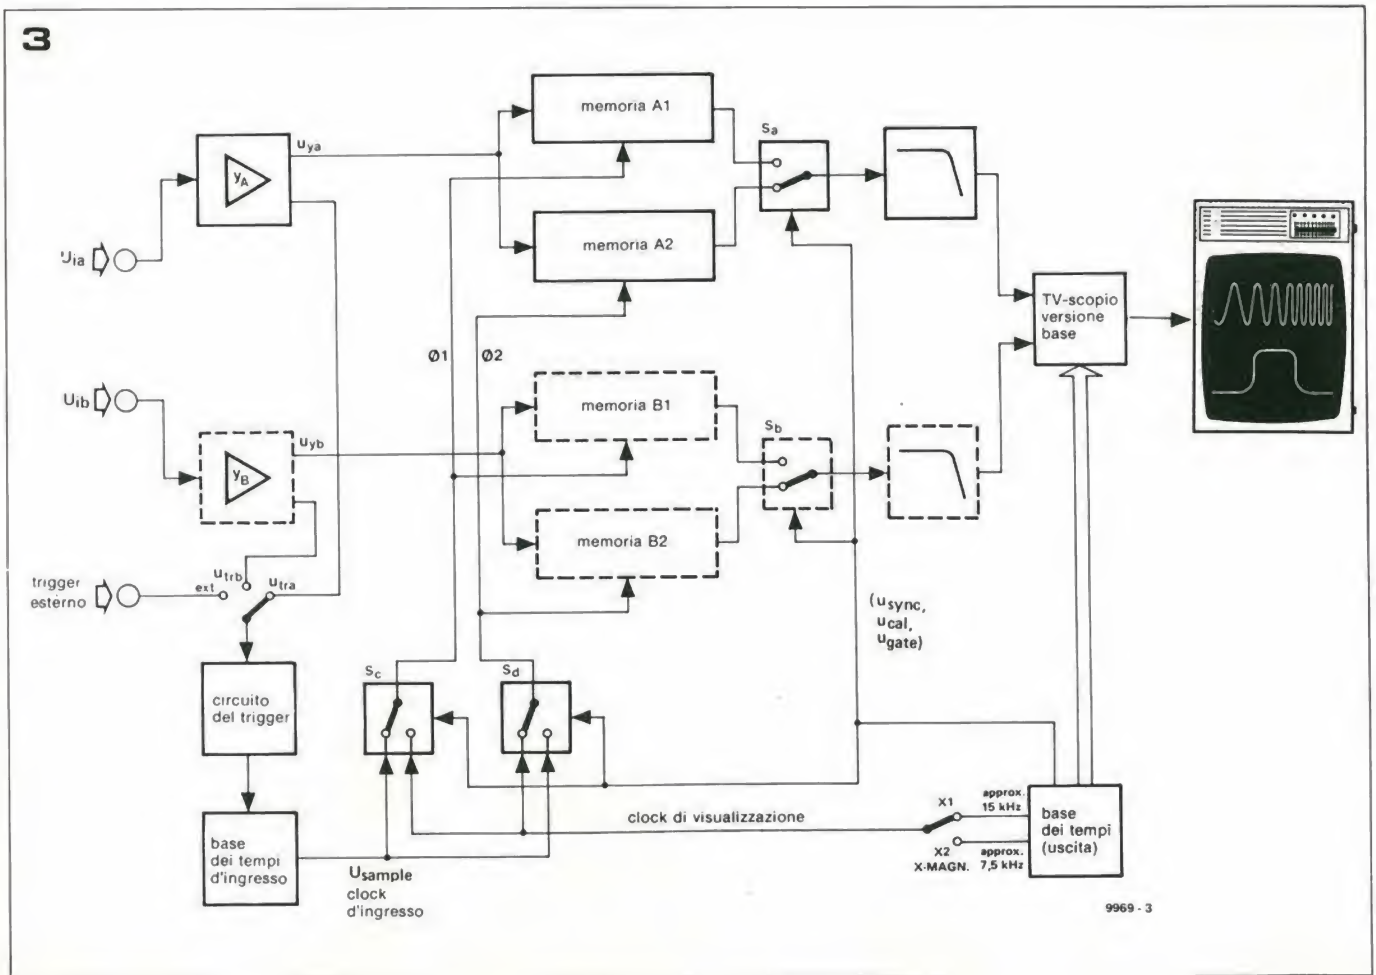 3
memoria A1
Sa
uya
yA
memoria A2
Uia
TV-scopio
versione
base
Ø1
Ø2
Uib
memoria B1
uyb
Sb
yB
memoria B2
trigger
esterno
ext
utrb
utra
(usync,
ucal,
ugate)
Sc
Sd
circuito
del trigger
clock di visualizzazione
X1
approx.
15 kHz
X2
X-MAGN.
approx.
7,5 kHz
base
dei tempi
(uscita)
base
dei tempi
d'ingresso
Usample
clock
d'ingresso
9969 - 3